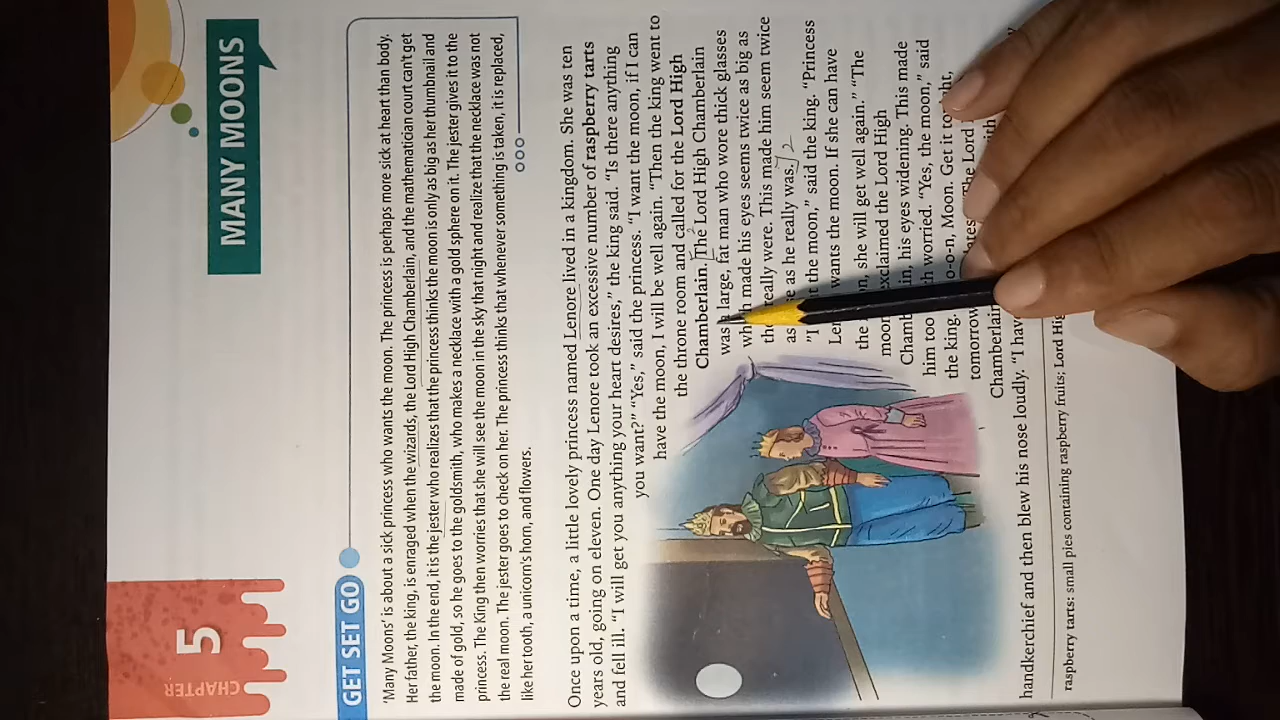 CHAPTER
5
MANY MOONS
GET SET GO
'Many Moons' is about a sick princess who wants the moon. The princess is perhaps more sick at heart than body.
Her father, the king, is enraged when the wizards, the Lord High Chamberlain, and the mathematician court can't get
the moon. In the end, it is the jester who realizes that the princess thinks the moon is only as big as her thumbnail and
made of gold, so he goes to the goldsmith, who makes a necklace with a gold sphere on it. The jester gives it to the
princess. The King then worries that she will see the moon in the sky that night and realize that the necklace was not
the real moon. The jester goes to check on her. The princess thinks that whenever something is taken, it is replaced,
like her tooth, a unicorn's horn, and flowers.
Once upon a time, a little lovely princess named Lenore lived in a kingdom. She was ten
years old, going on eleven. One day Lenore took an excessive number of raspberry tarts
and fell ill. "I will get you anything your heart desires," the king said. "Is there anything
you want?" "Yes," said the princess. "I want the moon, if I can
have the moon, I will be well again. "Then the king went to
the throne room and called for the Lord High
Chamberlain. The Lord High Chamberlain
was large, fat man who wore thick glasses
made his eyes seems twice as big as
really were. This made him seem twice
as he really was. 2
the moon," said the king. "Princess
wants the moon. If she can have
the she will get well again." "The
moon exclaimed the Lord High
his eyes widening. This made
him too worried. "Yes, the moon," said
the king. o-o-n, Moon. Get it
The Lord
Chamberlain
handkerchief and then blew his nose loudly. "I have
raspberry tarts: small pies containing raspberry fruits; Lord